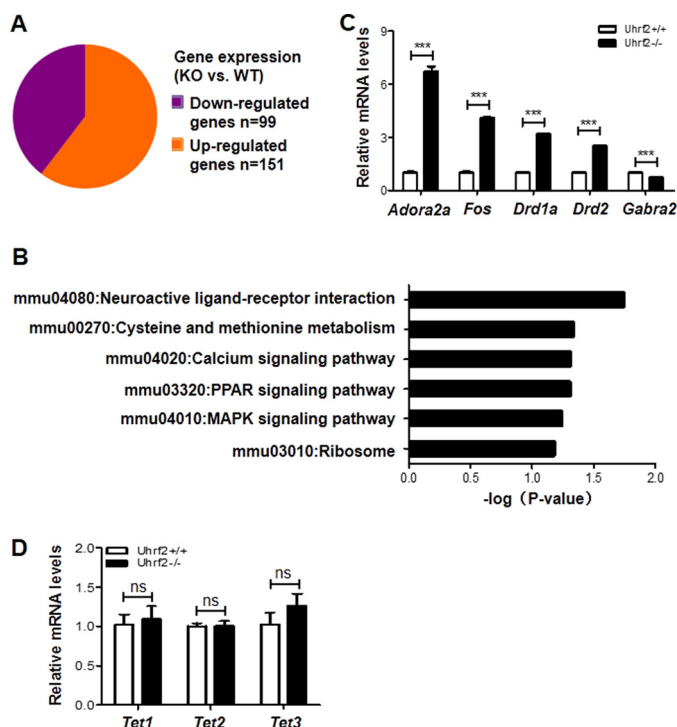 A
Gene expression
(KO vs. WT)
Down-regulated
genes n=99
Up-regulated
genes n=151
C
Uhrf2+/+
Uhrf2-/-
Relative mRNA levels
9
6
3
0
***
***
***
***
***
Adora2a Fos Drd1a Drd2 Gabra2
B
mmu04080:Neuroactive ligand-receptor interaction
mmu00270:Cysteine and methionine metabolism
mmu04020:Calcium signaling pathway
mmu03320:PPAR signaling pathway
mmu04010:MAPK signaling pathway
mmu03010:Ribosome
0.0 0.5 1.0 1.5 2.0
-log (P-value)
D
Uhrf2+/+
Uhrf2-/-
Relative mRNA levels
2.0
1.5
1.0
0.5
0.0
ns
ns
ns
Tet1 Tet2 Tet3